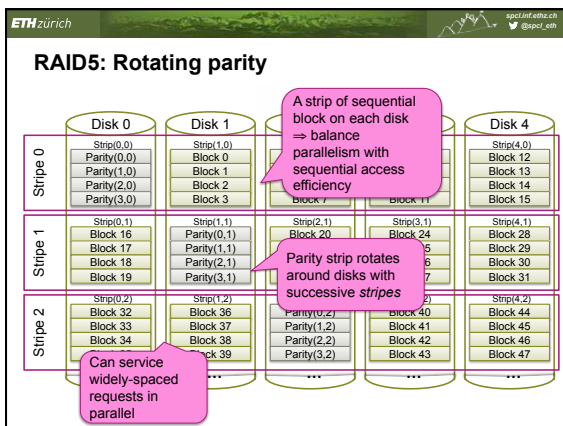 ETH zürich
spcl.inf.ethz.ch
@spcl_eth
RAID5: Rotating parity
A strip of sequential
block on each disk
⇒ balance
parallelism with
sequential access
efficiency
Disk 0
Disk 1
Disk 4
Stripe 0
Strip(0,0)
Parity(0,0)
Parity(1,0)
Parity(2,0)
Parity(3,0)
Strip(1,0)
Block 0
Block 1
Block 2
Block 3
Block 7
Block 11
Strip(4,0)
Block 12
Block 13
Block 14
Block 15
Stripe 1
Strip(0,1)
Block 16
Block 17
Block 18
Block 19
Strip(1,1)
Parity(0,1)
Parity(1,1)
Parity(2,1)
Parity(3,1)
Strip(2,1)
Block 20
Strip(3,1)
Block 24
Strip(4,1)
Block 28
Block 29
Block 30
Block 31
Parity strip rotates
around disks with
successive stripes
Stripe 2
Strip(0,2)
Block 32
Block 33
Block 34
Strip(1,2)
Block 36
Block 37
Block 38
Block 39
Parity(0,2)
Parity(1,2)
Parity(2,2)
Parity(3,2)
Block 40
Block 41
Block 42
Block 43
Strip(4,2)
Block 44
Block 45
Block 46
Block 47
Can service
widely-spaced
requests in
parallel
...
...
...
...